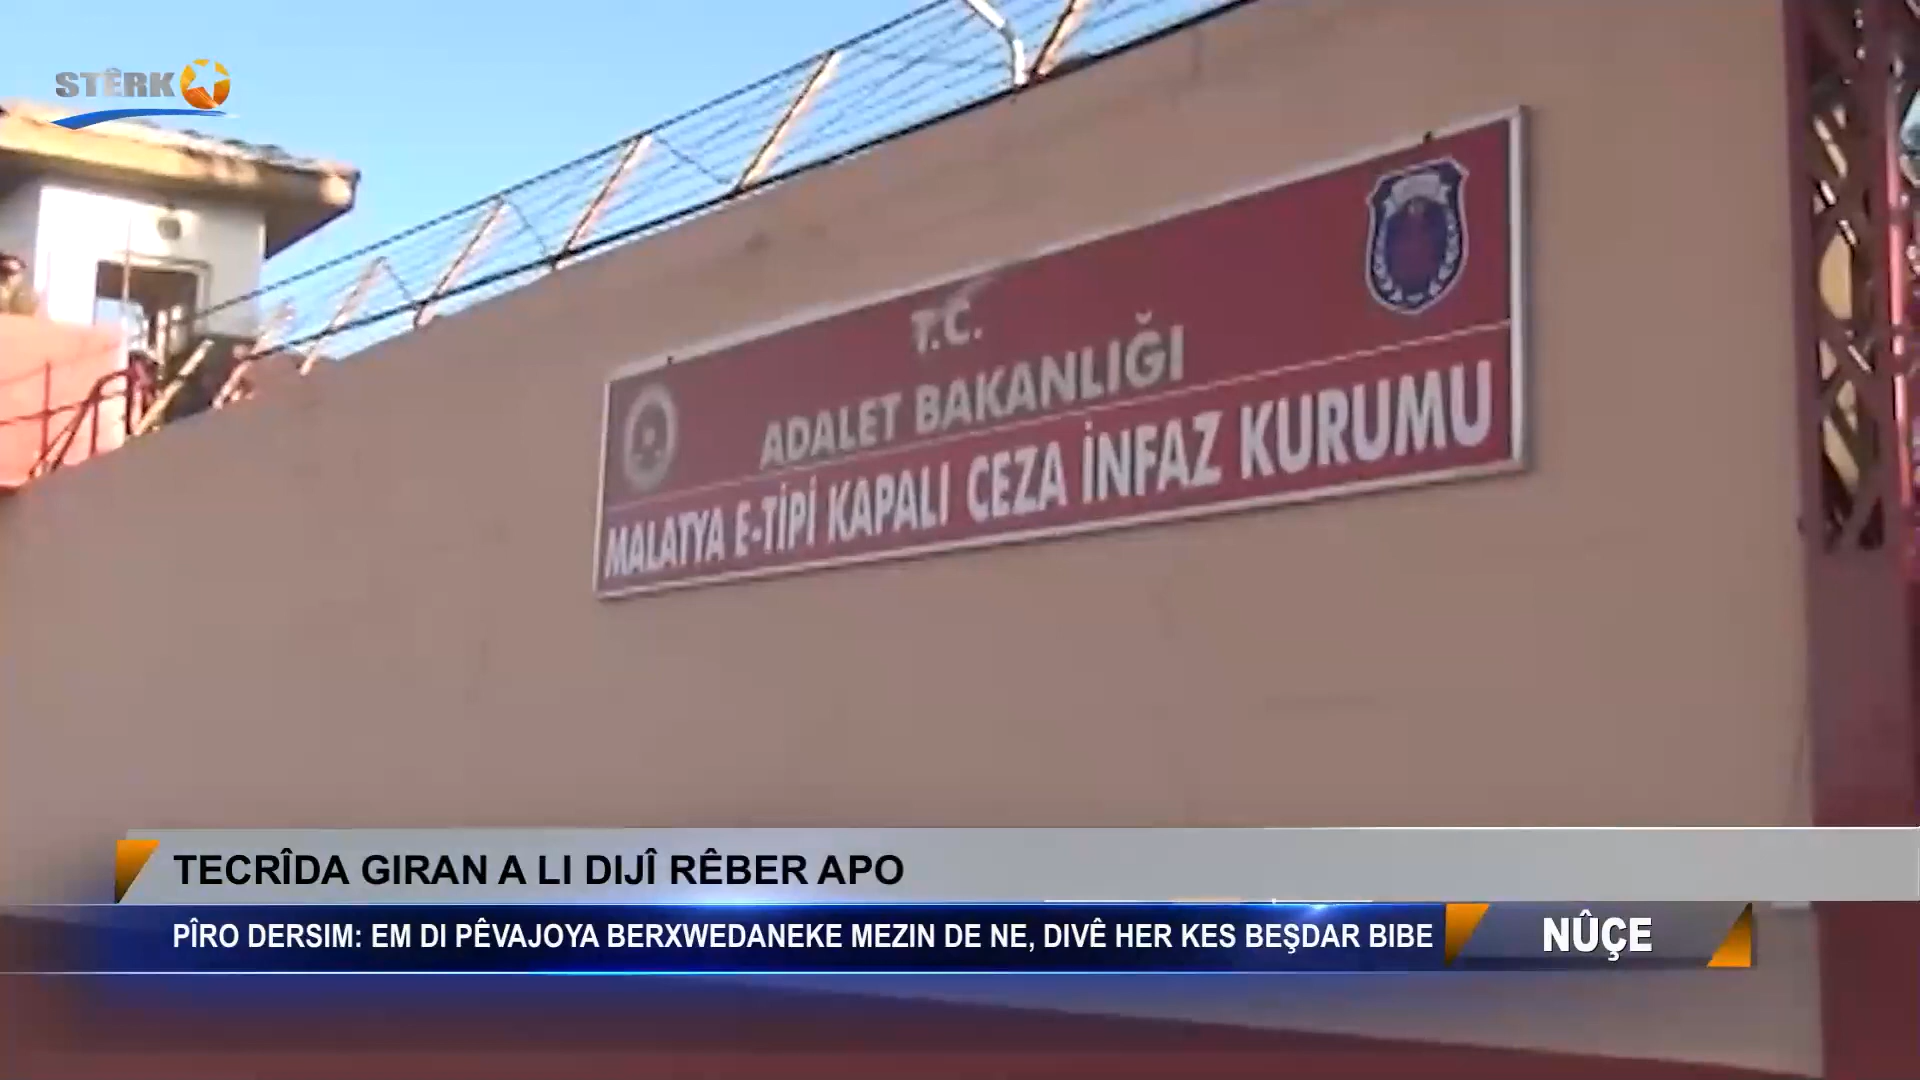 STÊRK
T.C.
ADALET BAKANLIĞI
MALATYA E-TİPİ KAPALI CEZA İNFAZ KURUMU
TECRÎDA GIRAN A LI DIJÎ RÊBER APO
PÎRO DERSIM: EM DI PÊVAJOYA BERXWEDANEKE MEZIN DE NE, DIVÊ HER KES BEŞDAR BIBE
NÛÇE